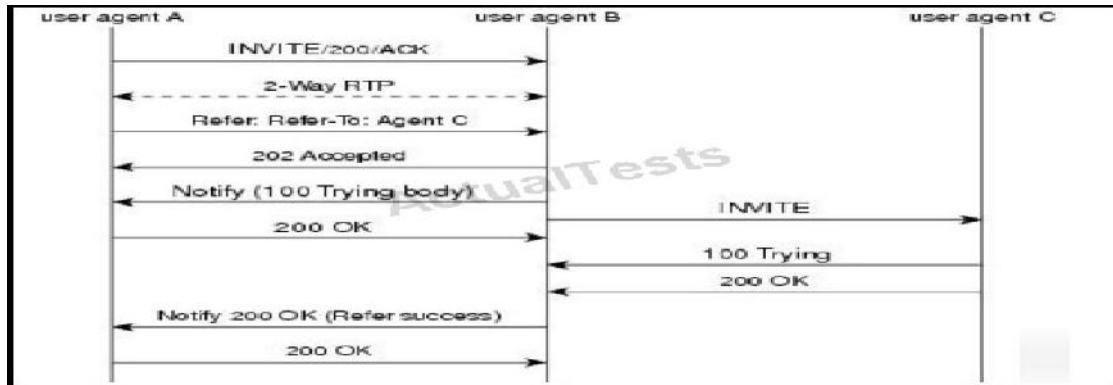 user agent A
user agent B
user agent C
INVITE/200/ACK
2-Way RTP
Refer: Refer-To: Agent C
202 Accepted
ActualTests
Notify (100 Trying body)
INVITE
200 OK
100 Trying
200 OK
Notify 200 OK (Refer success)
200 OK